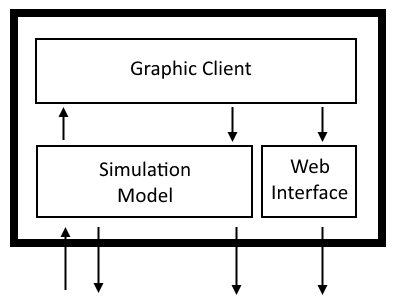 Graphic Client
Simulation
Model
Web
Interface